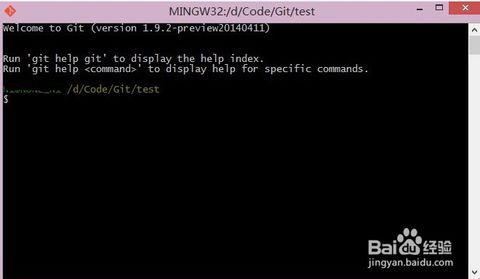 MINGW32:/d/Code/Git/test
Welcome to Git (version 1.9.2-preview20140411)
Run 'git help git' to display the help index.
Run 'git help <command>' to display help for specific commands.
/d/Code/Git/test
$
Bai du 经验
jingyan.baidu.com